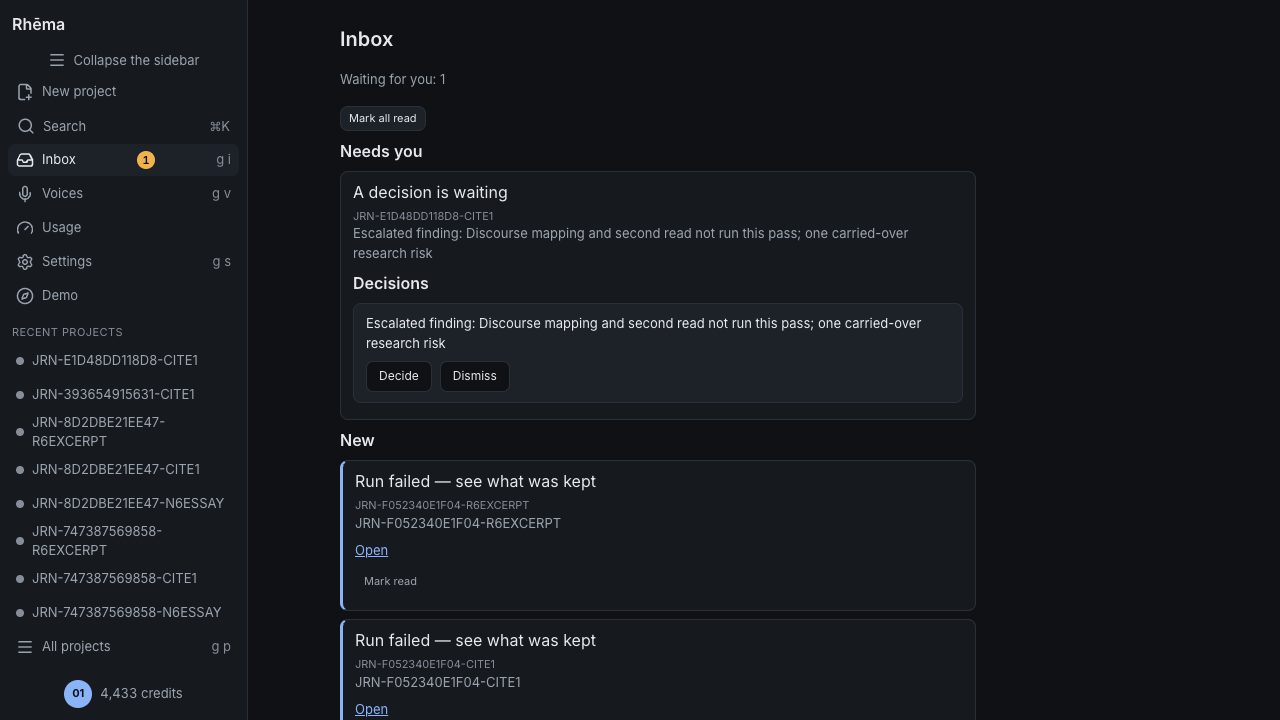 Rhēma
Collapse the sidebar
New project
Search ⌘K
Inbox 1 g i
Voices g v
Usage
Settings g s
Demo
RECENT PROJECTS
JRN-E1D48DD118D8-CITE1
JRN-393654915631-CITE1
JRN-8D2DBE21EE47-
R6EXCERPT
JRN-8D2DBE21EE47-CITE1
JRN-8D2DBE21EE47-N6ESSAY
JRN-747387569858-
R6EXCERPT
JRN-747387569858-CITE1
JRN-747387569858-N6ESSAY
All projects g p
01 4,433 credits
Inbox
Waiting for you: 1
Mark all read
Needs you
A decision is waiting
JRN-E1D48DD118D8-CITE1
Escalated finding: Discourse mapping and second read not run this pass; one carried-over
research risk
Decisions
Escalated finding: Discourse mapping and second read not run this pass; one carried-over
research risk
Decide Dismiss
New
Run failed — see what was kept
JRN-F052340E1F04-R6EXCERPT
JRN-F052340E1F04-R6EXCERPT
Open
Mark read
Run failed — see what was kept
JRN-F052340E1F04-CITE1
JRN-F052340E1F04-CITE1
Open